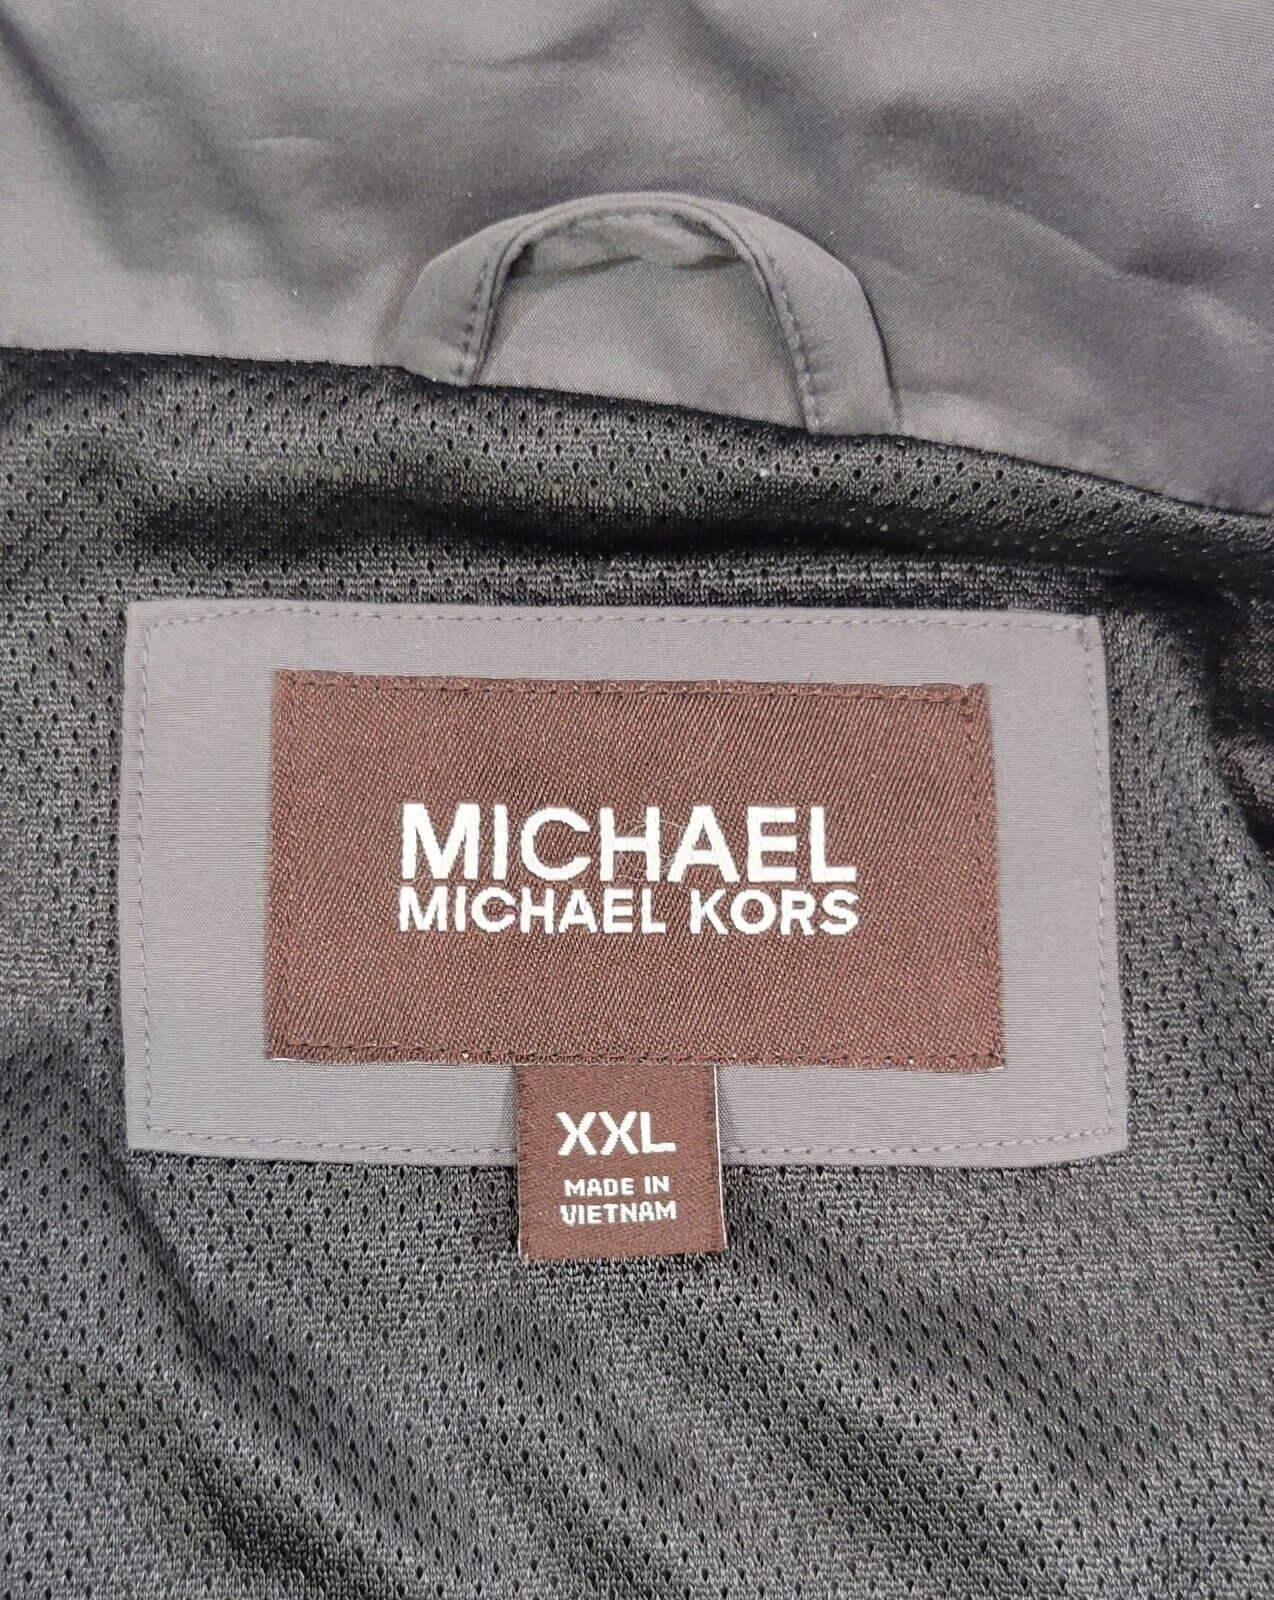 MICHAEL
MICHAEL KORS
XXL
MADE IN
VIETNAM